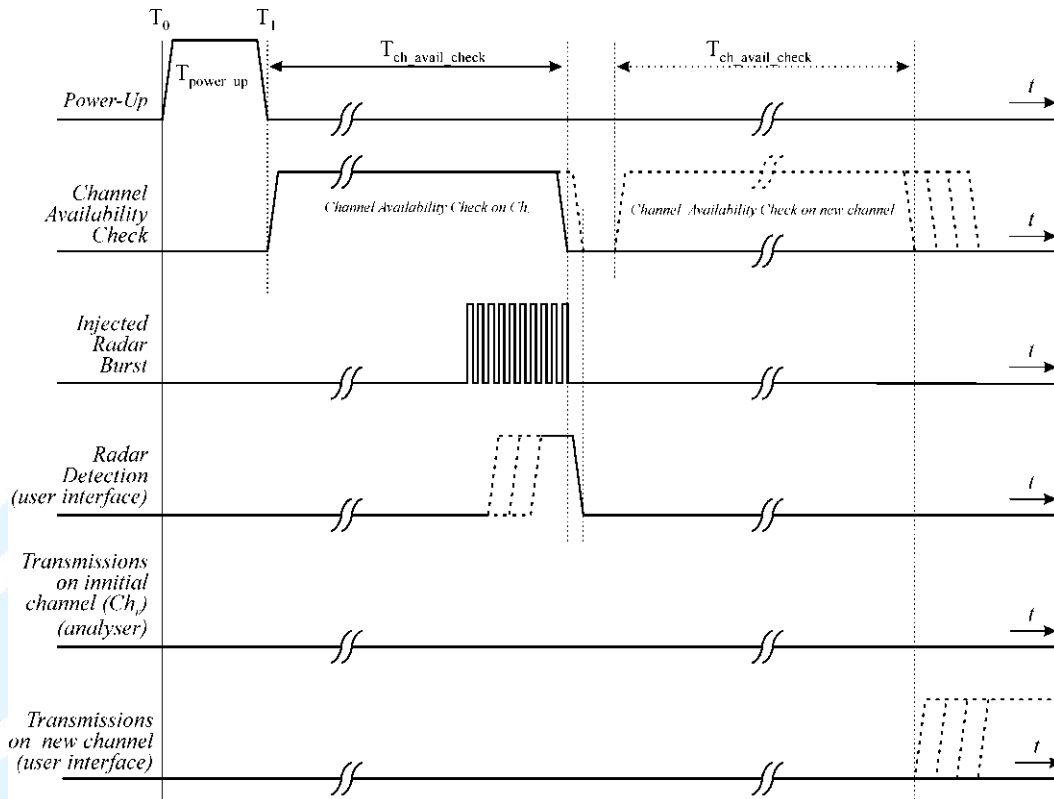 T0 T1
Tch_avail_check Tch_avail_check
Tpower_up
Power-Up
t
Channel
Availability
Check
Channel Availability Check on Chr
Channel Availability Check on new channel
t
Injected
Radar
Burst
t
Radar
Detection
(user interface)
t
Transmissions
on innitial
channel (Chr)
(analyser)
t
Transmissions
on new channel
(user interface)
t